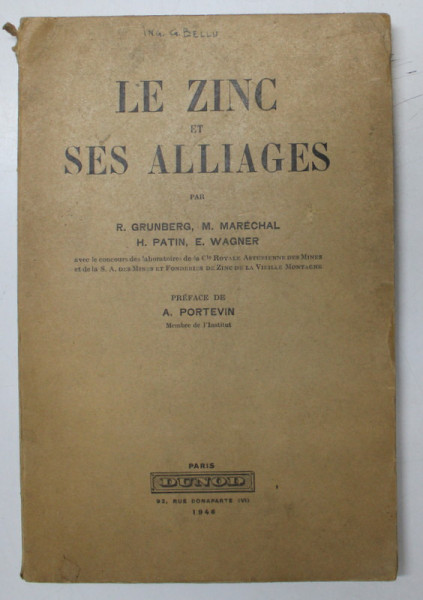 ING. G. BELLU
LE ZINC
ET
SES ALLIAGES
PAR
R. GRUNBERG, M. MARÉCHAL
H. PATIN, E. WAGNER
avec le concours des laboratoires de la Cie ROYALE ASTURIENNE DES MINES
et de la S. A. DES MINES ET FONDERIES DE ZINC DE LA VIEILLE MONTAGNE
PRÉFACE DE
A. PORTEVIN
Membre de l'Institut
PARIS
DUNOD
92, RUE BONAPARTE (VI)